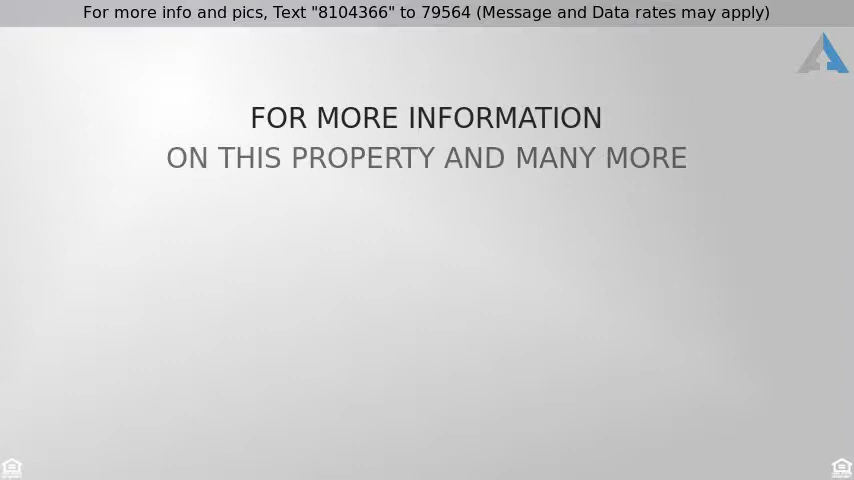 For more info and pics, Text "8104366" to 79564 (Message and Data rates may apply)
FOR MORE INFORMATION
ON THIS PROPERTY AND MANY MORE